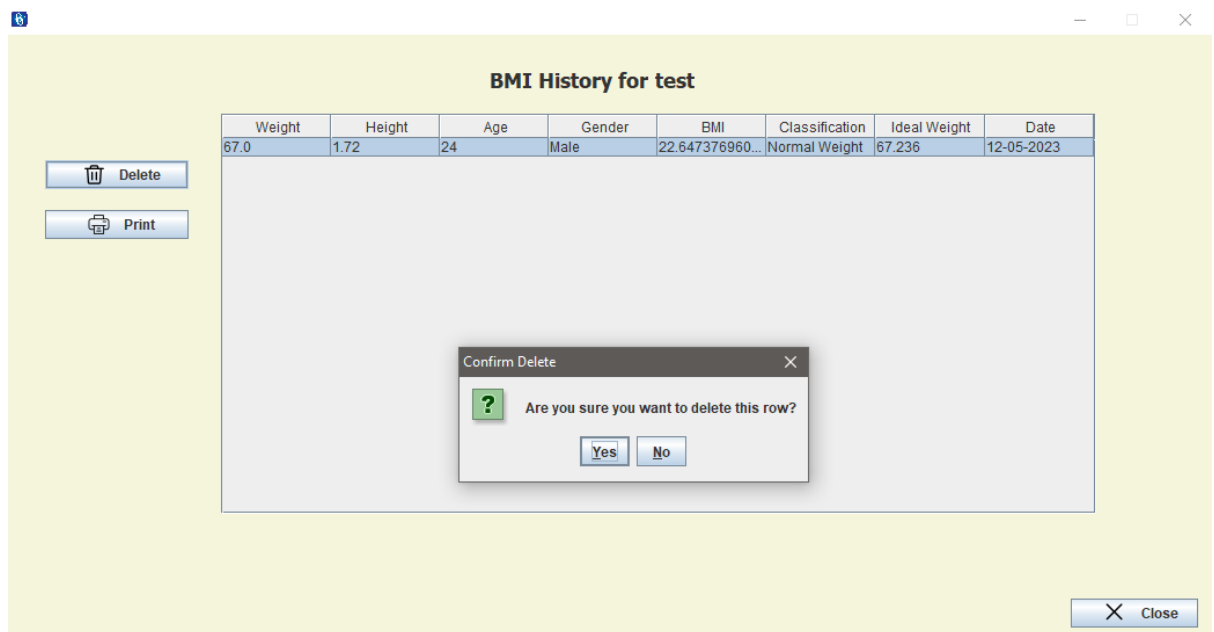 BMI History for test
Weight Height Age Gender BMI Classification Ideal Weight Date
67.0 1.72 24 Male 22.647376960... Normal Weight 67.236 12-05-2023
Delete
Print
Confirm Delete
? Are you sure you want to delete this row?
Yes No
Close